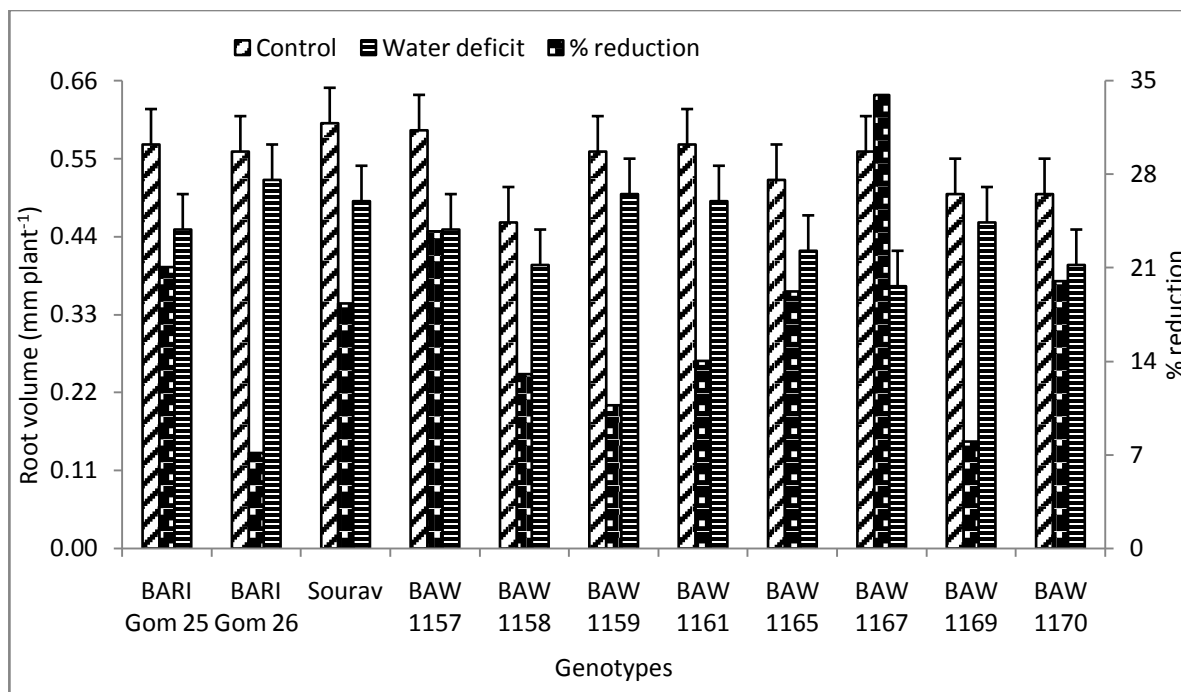 Control Water deficit % reduction
0.66
0.55
0.44
0.33
0.22
0.11
0.00
Root volume (mm plant⁻¹)
35
28
21
14
7
0
% reduction
BARI Gom 25
BARI Gom 26
Sourav
BAW 1157
BAW 1158
BAW 1159
BAW 1161
BAW 1165
BAW 1167
BAW 1169
BAW 1170
Genotypes